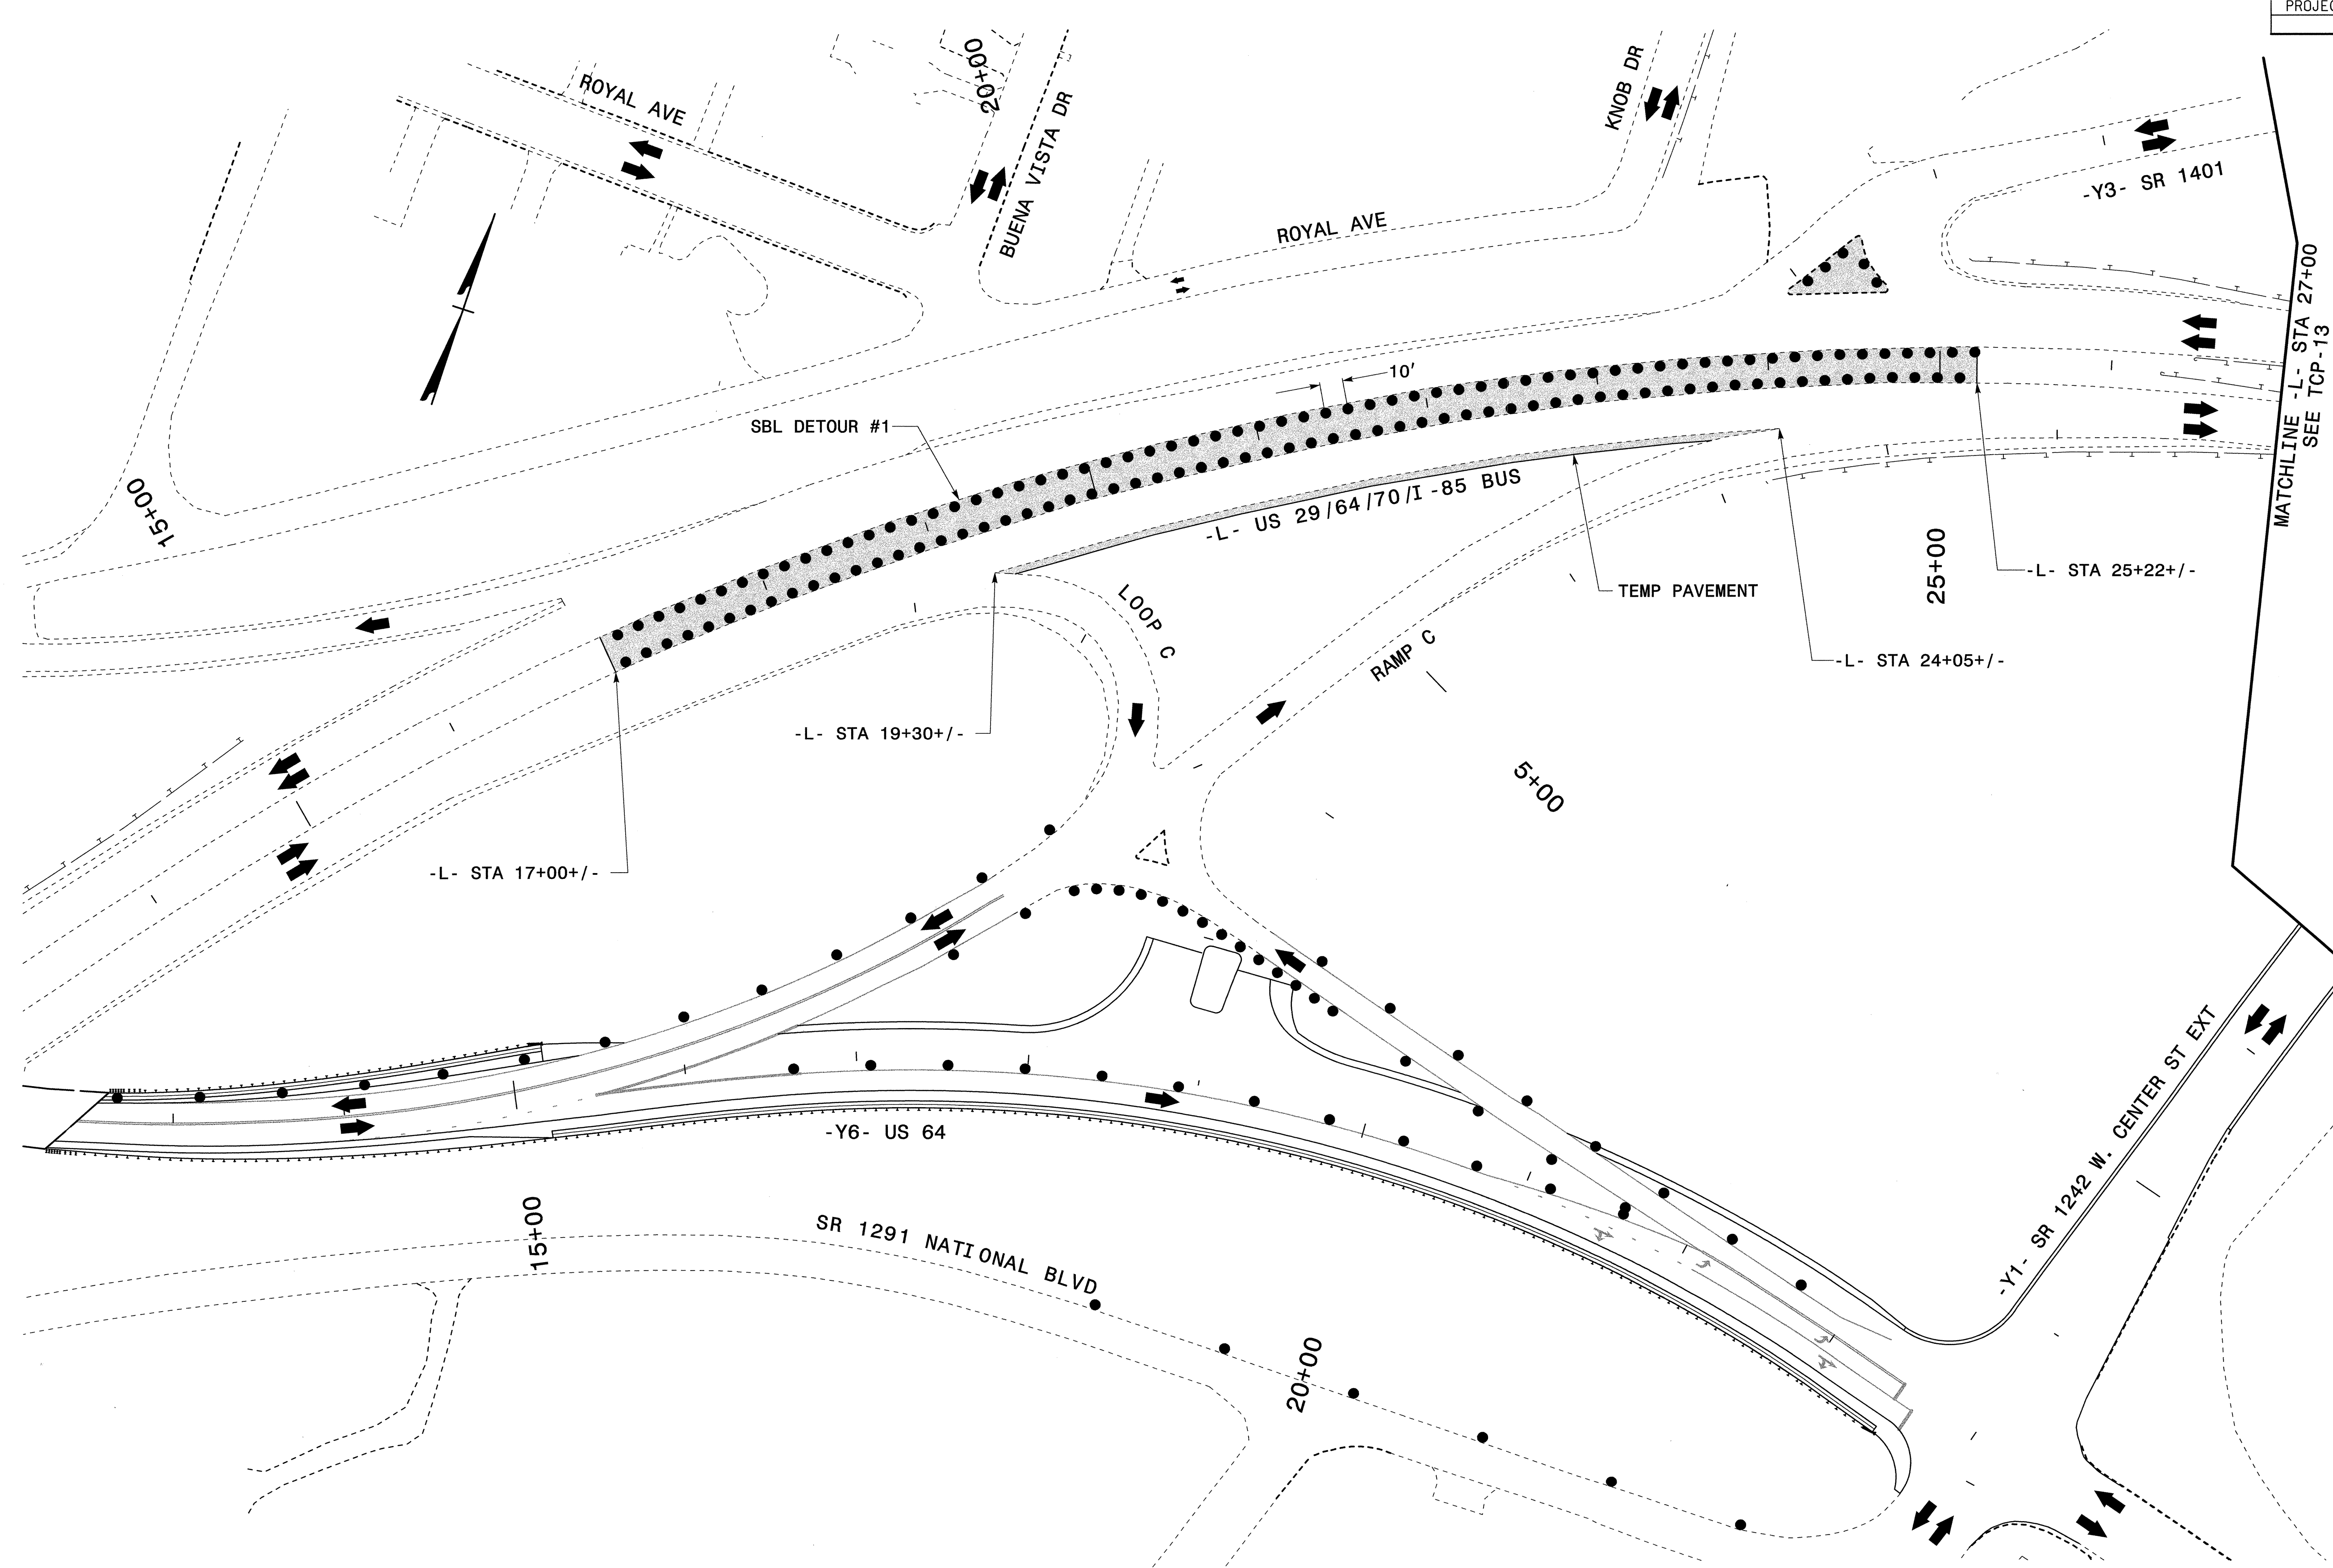 PROJEC
ROYAL AVE
20+00
BUENA VISTA DR
KNOB DR
-Y3- SR 1401
ROYAL AVE
MATCHLINE -L- STA 27+00
SEE TCP-13
10'
SBL DETOUR #1
-L- US 29/64/70/I-85 BUS
15+00
25+00
-L- STA 25+22+/-
TEMP PAVEMENT
LOOP C
RAMP C
-L- STA 24+05+/-
-L- STA 19+30+/-
5+00
-L- STA 17+00+/-
-Y6- US 64
-Y1- SR 1242 W. CENTER ST EXT
15+00
SR 1291 NATIONAL BLVD
20+00